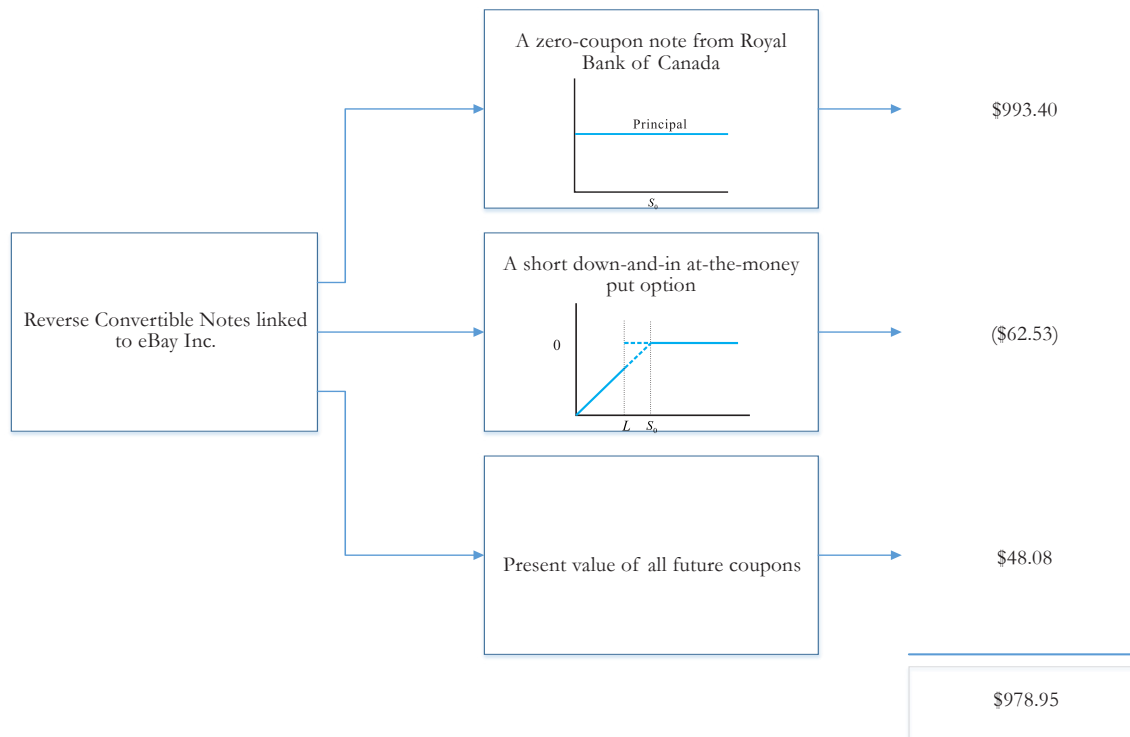 A zero-coupon note from Royal
Bank of Canada
Principal
S₀
$993.40
Reverse Convertible Notes linked
to eBay Inc.
A short down-and-in at-the-money
put option
0
L S₀
($62.53)
Present value of all future coupons
$48.08
$978.95